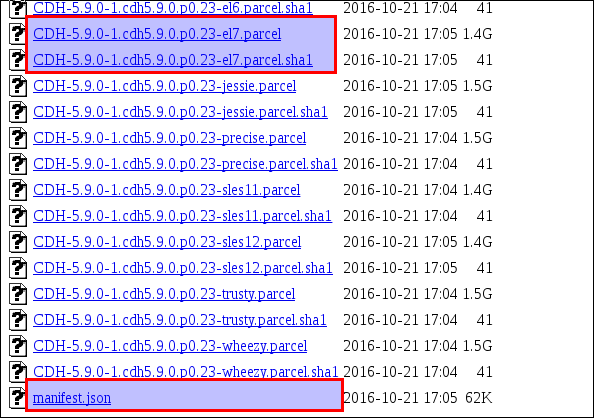 CDH-5.9.0-1.cdh5.9.0.p0.23-el6.parcel.sha1 2016-10-21 17:04 41
CDH-5.9.0-1.cdh5.9.0.p0.23-el7.parcel 2016-10-21 17:04 1.4G
CDH-5.9.0-1.cdh5.9.0.p0.23-el7.parcel.sha1 2016-10-21 17:05 41
CDH-5.9.0-1.cdh5.9.0.p0.23-jessie.parcel 2016-10-21 17:05 1.5G
CDH-5.9.0-1.cdh5.9.0.p0.23-jessie.parcel.sha1 2016-10-21 17:05 41
CDH-5.9.0-1.cdh5.9.0.p0.23-precise.parcel 2016-10-21 17:04 1.5G
CDH-5.9.0-1.cdh5.9.0.p0.23-precise.parcel.sha1 2016-10-21 17:04 41
CDH-5.9.0-1.cdh5.9.0.p0.23-sles11.parcel 2016-10-21 17:04 1.4G
CDH-5.9.0-1.cdh5.9.0.p0.23-sles11.parcel.sha1 2016-10-21 17:04 41
CDH-5.9.0-1.cdh5.9.0.p0.23-sles12.parcel 2016-10-21 17:05 1.4G
CDH-5.9.0-1.cdh5.9.0.p0.23-sles12.parcel.sha1 2016-10-21 17:05 41
CDH-5.9.0-1.cdh5.9.0.p0.23-trusty.parcel 2016-10-21 17:04 1.5G
CDH-5.9.0-1.cdh5.9.0.p0.23-trusty.parcel.sha1 2016-10-21 17:04 41
CDH-5.9.0-1.cdh5.9.0.p0.23-wheezy.parcel 2016-10-21 17:04 1.5G
CDH-5.9.0-1.cdh5.9.0.p0.23-wheezy.parcel.sha1 2016-10-21 17:04 41
manifest.json 2016-10-21 17:05 62K